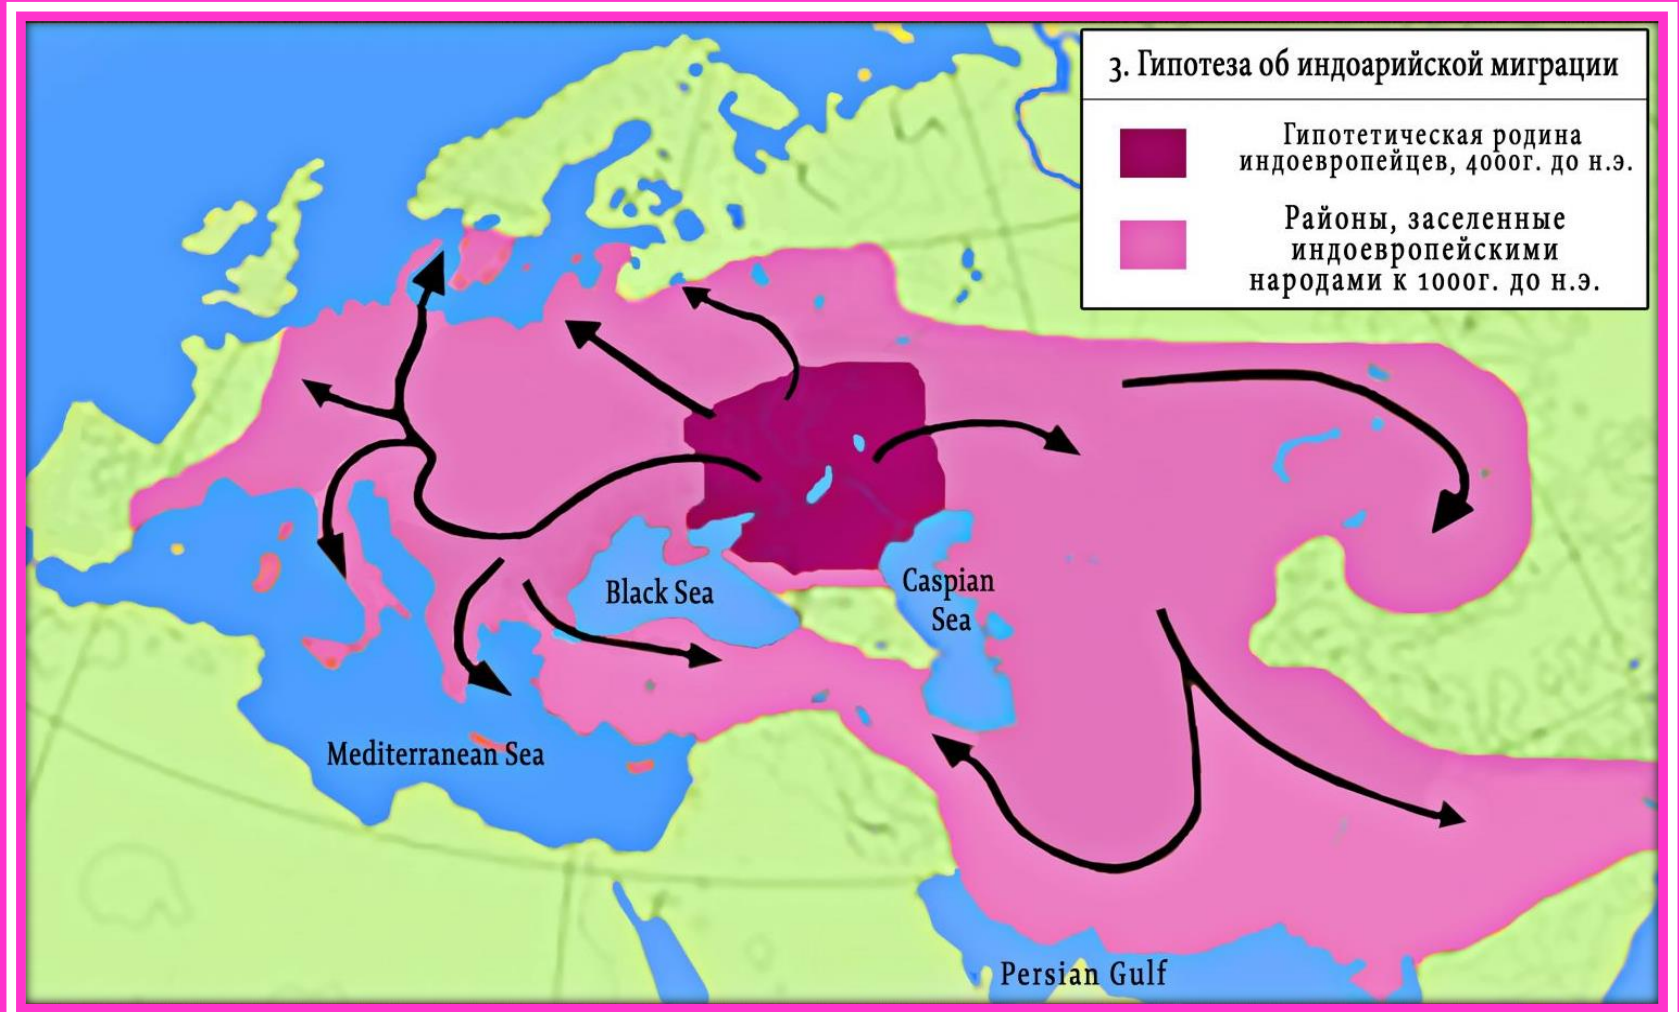 3. Гипотеза об индоарийской миграции
Гипотетическая родина
индоевропейцев, 4000г. до н.э.
Районы, заселенные
индоевропейскими
народами к 1000г. до н.э.
Black Sea
Caspian
Sea
Mediterranean Sea
Persian Gulf